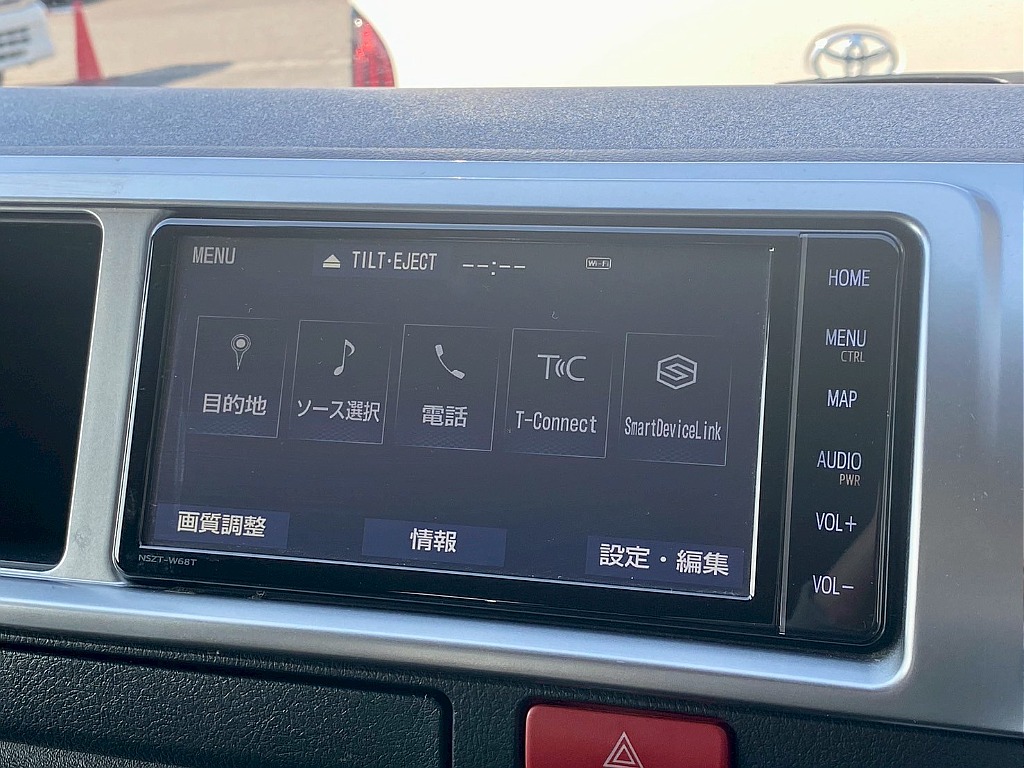 MENU
TILT·EJECT
--:--
Wi-Fi
目的地
ソース選択
電話
T-Connect
SmartDeviceLink
画質調整
情報
設定・編集
NSZT-W68T
HOME
MENU
CTRL
MAP
AUDIO
PWR
VOL+
VOL-